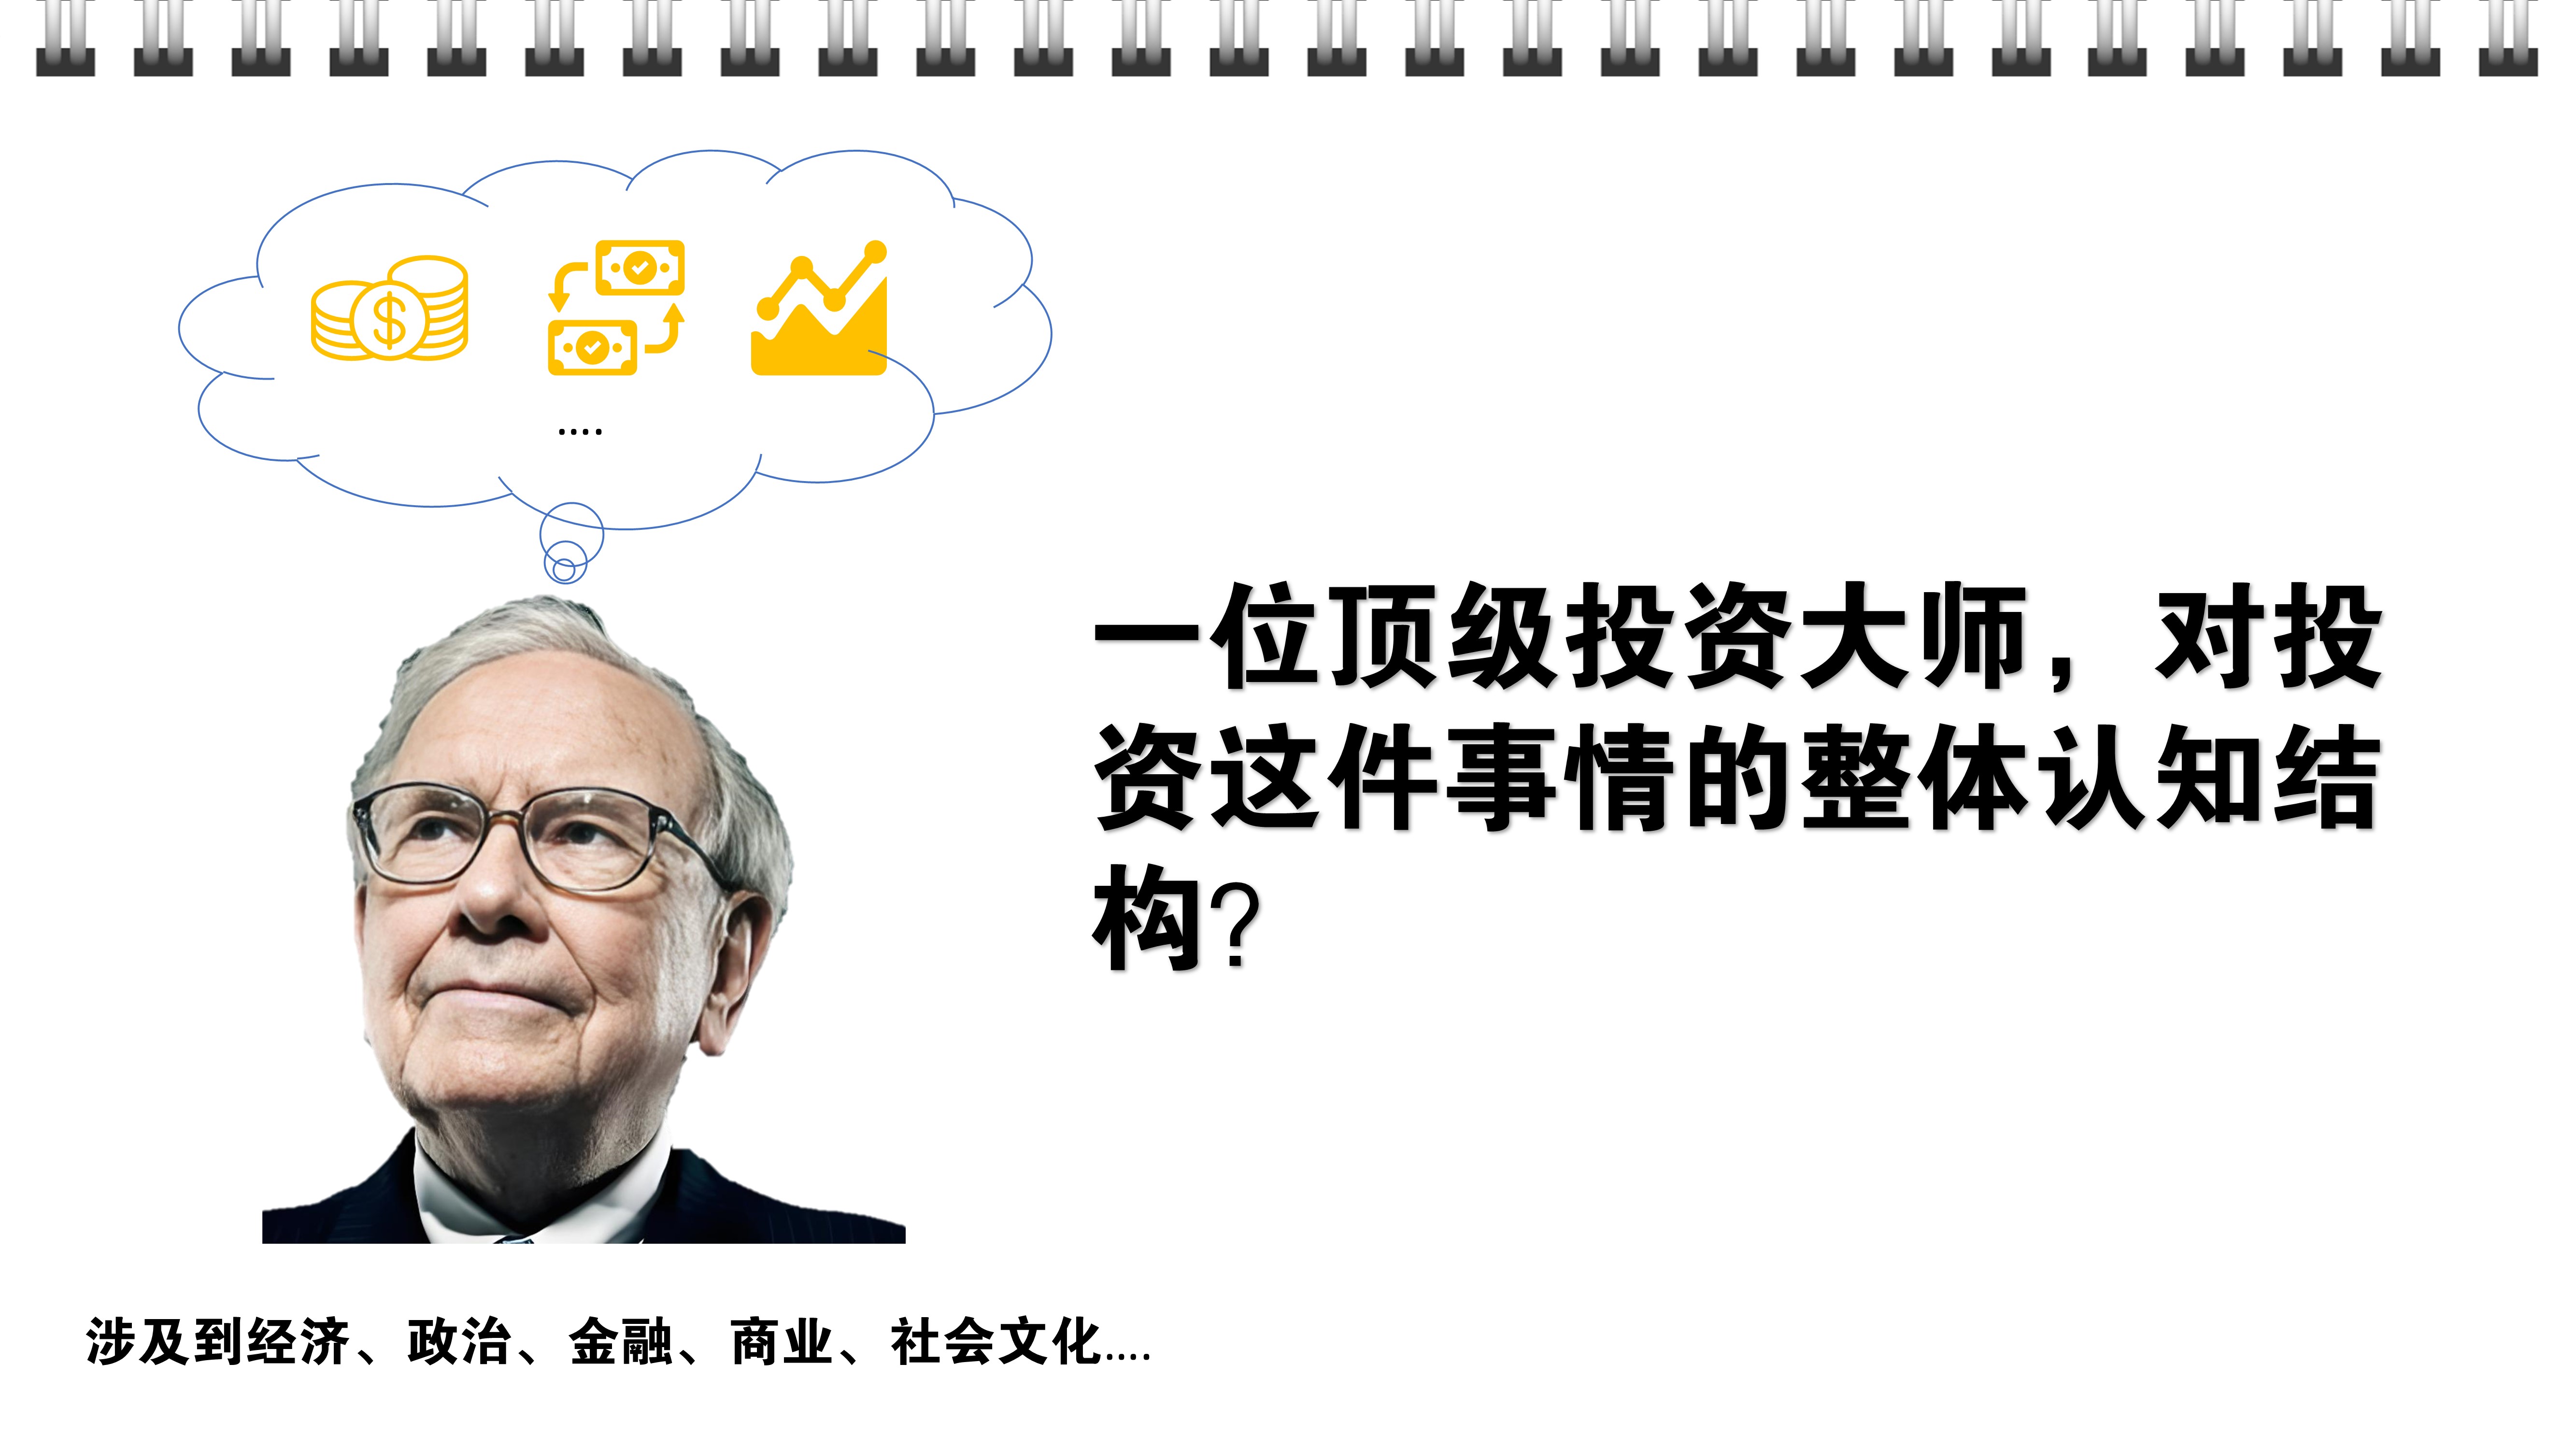 ....
一位顶级投资大师，对投
资这件事情的整体认知结
构?
涉及到经济、政治、金融、商业、社会文化....